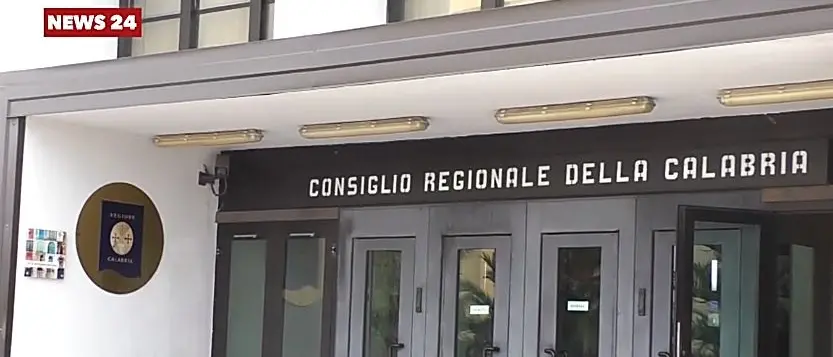 NEWS 24
CONSIGLIO REGIONALE DELLA CALABRIA
REGIONE
CALABRIA